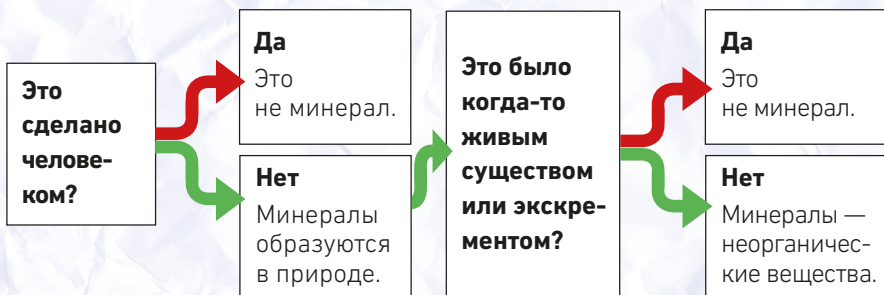 Это
сделано
челове-
ком?
Да
Это
не минерал.
Нет
Минералы
образуются
в природе.
Это было
когда-то
живым
существом
или экскре-
ментом?
Да
Это
не минерал.
Нет
Минералы —
неорганичес-
кие вещества.